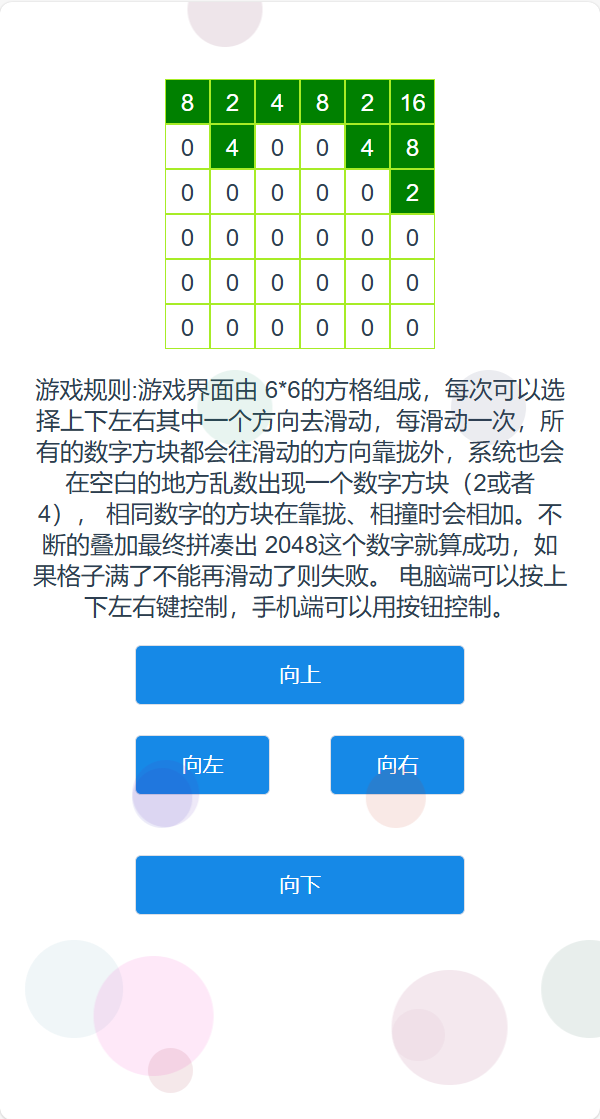 8 2 4 8 2 16
0 4 0 0 4 8
0 0 0 0 0 2
0 0 0 0 0 0
0 0 0 0 0 0
0 0 0 0 0 0
游戏规则:游戏界面由 6*6的方格组成，每次可以选
择上下左右其中一个方向去滑动，每滑动一次，所
有的数字方块都会往滑动的方向靠拢外，系统也会
在空白的地方乱数出现一个数字方块（2或者
4）， 相同数字的方块在靠拢、相撞时会相加。不
断的叠加最终拼凑出 2048这个数字就算成功，如
果格子满了不能再滑动了则失败。 电脑端可以按上
下左右键控制，手机端可以用按钮控制。
向上
向左 向右
向下